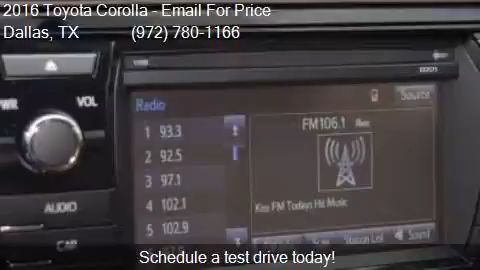 2016 Toyota Corolla - Email For Price
Dallas, TX (972) 780-1166
PWR VOL
Radio Source
FM106.1
1 93.3
2 92.5
3 97.1
4 102.1
5 102.9
Kiss FM Todays Hit Music
Sound
AUDIO
CAR
Schedule a test drive today!